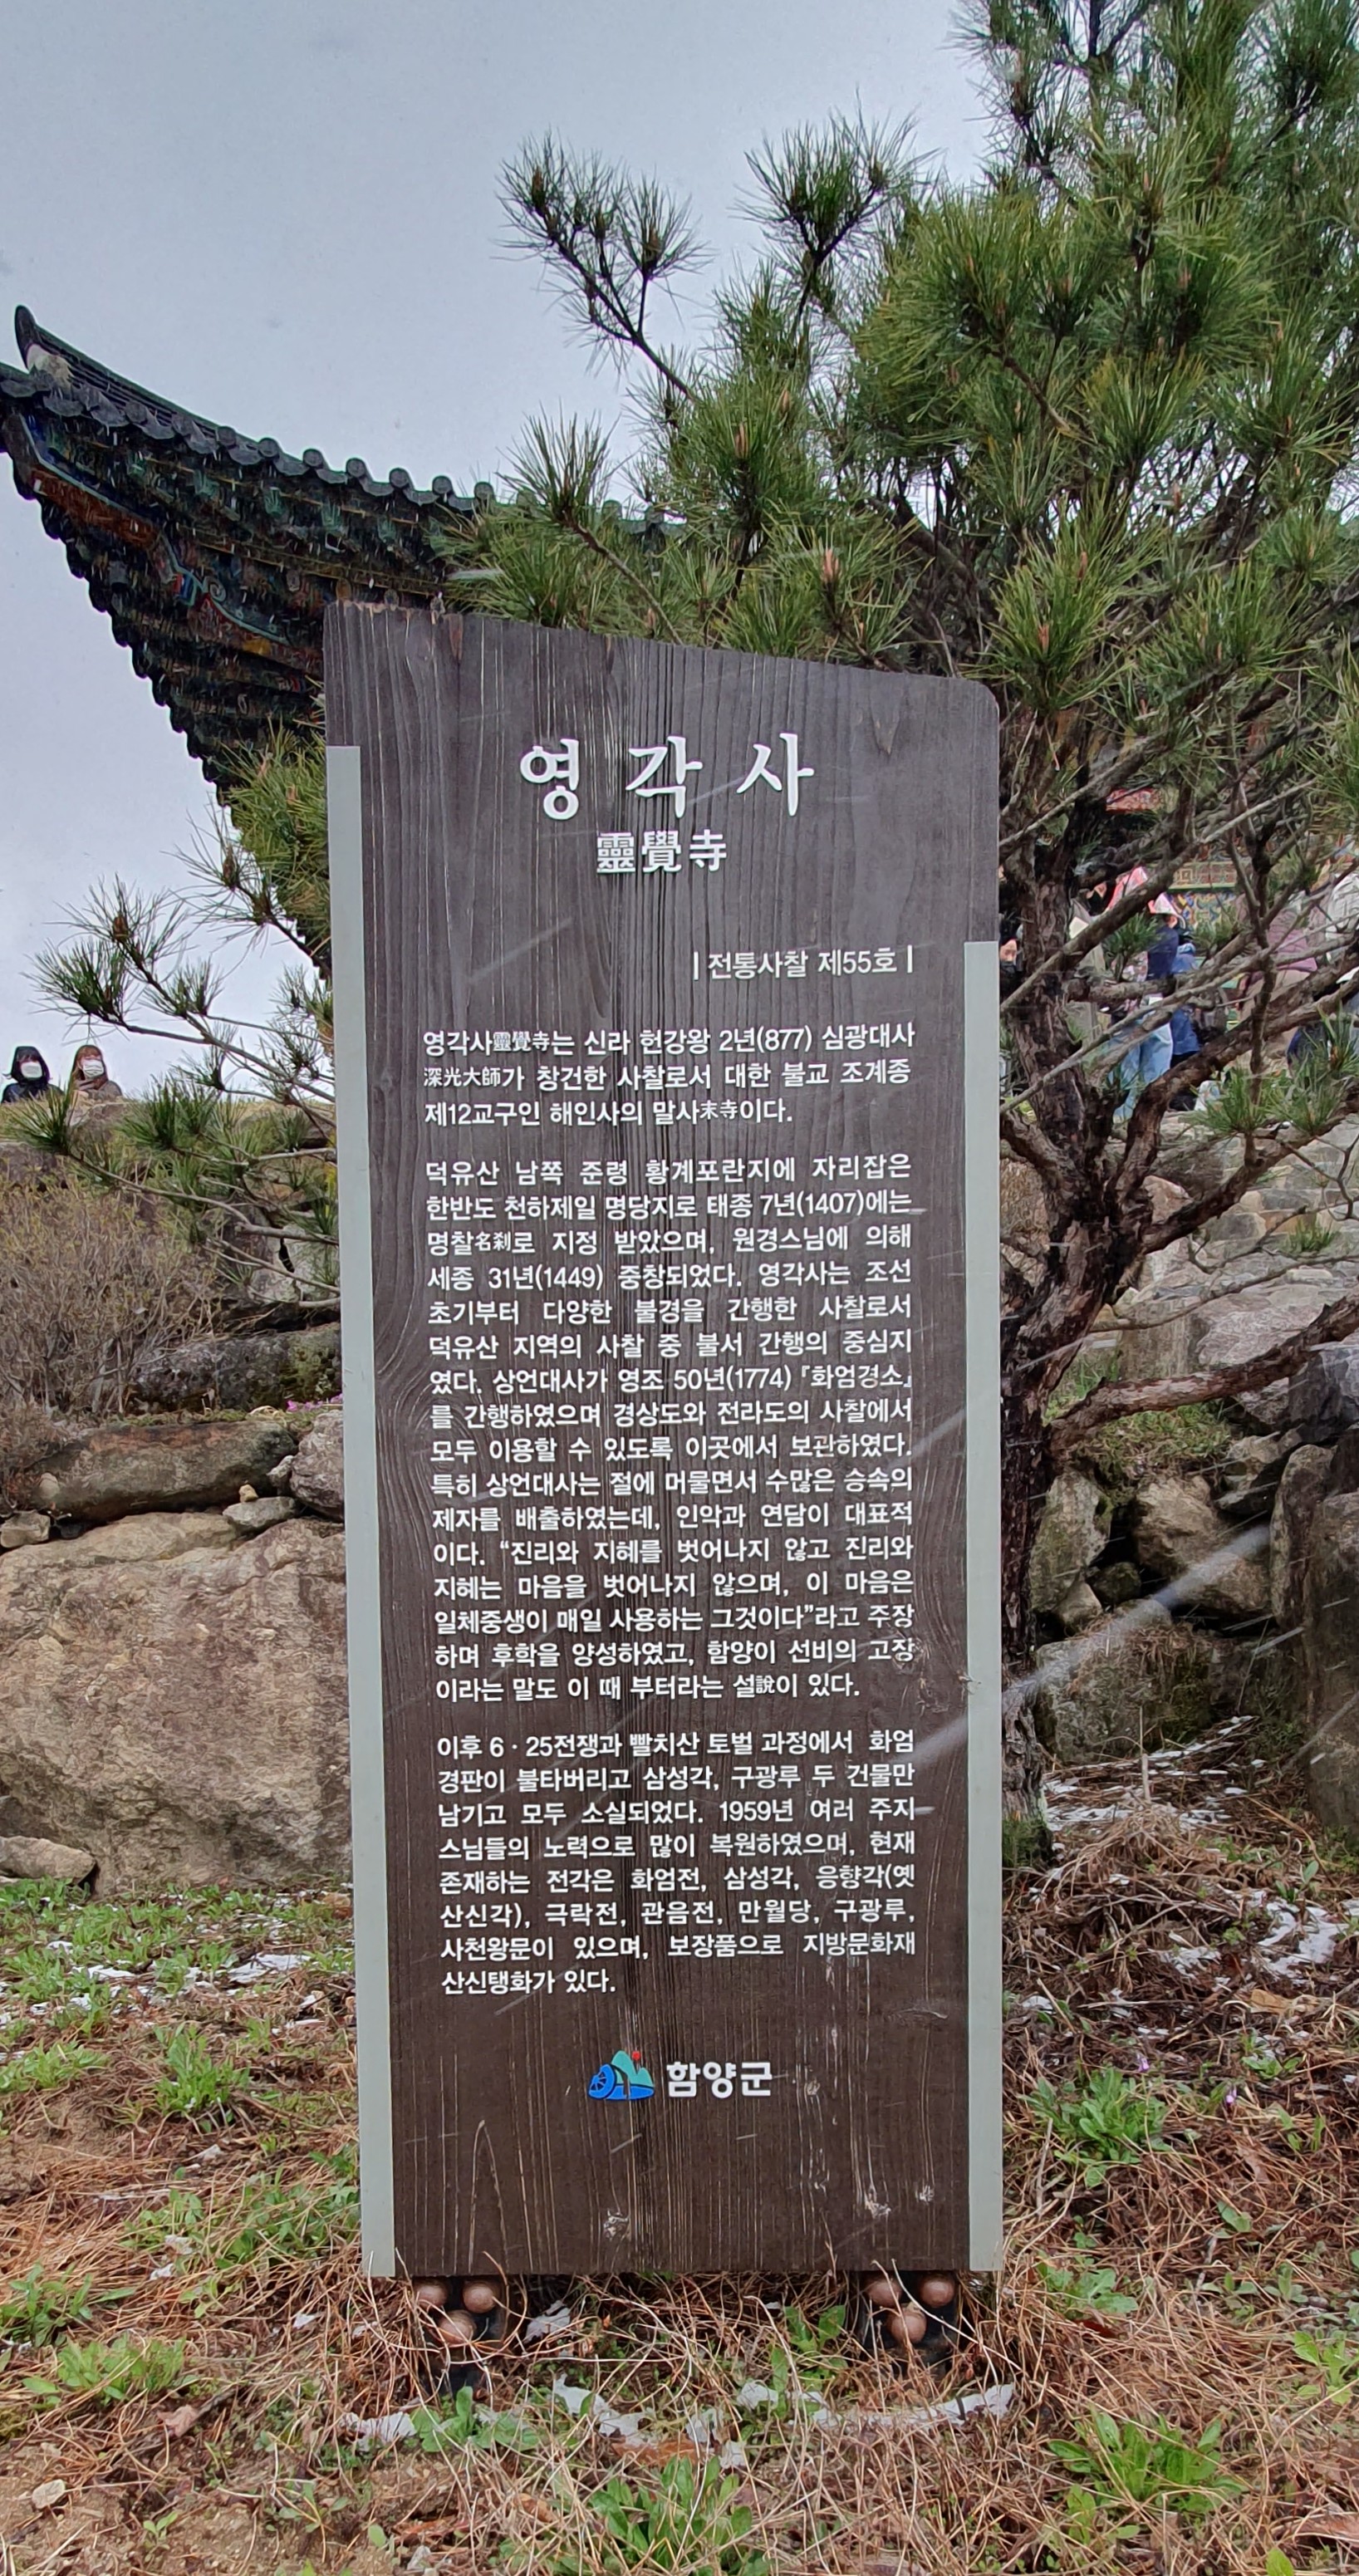 영각사
靈覺寺
| 전통사찰 제55호 |
영각사靈覺寺는 신라 헌강왕 2년(877) 심광대사
深光大師가 창건한 사찰로서 대한 불교 조계종
제12교구인 해인사의 말사末寺이다.
덕유산 남쪽 준령 황계포란지에 자리잡은
한반도 천하제일 명당지로 태종 7년(1407)에는
명찰名刹로 지정 받았으며, 원경스님에 의해
세종 31년(1449) 중창되었다. 영각사는 조선
초기부터 다양한 불경을 간행한 사찰로서
덕유산 지역의 사찰 중 불서 간행의 중심지
였다. 상언대사가 영조 50년(1774)『화엄경소』
를 간행하였으며 경상도와 전라도의 사찰에서
모두 이용할 수 있도록 이곳에서 보관하였다.
특히 상언대사는 절에 머물면서 수많은 승속의
제자를 배출하였는데, 인악과 연담이 대표적
이다. “진리와 지혜를 벗어나지 않고 진리와
지혜는 마음을 벗어나지 않으며, 이 마음은
일체중생이 매일 사용하는 그것이다”라고 주장
하며 후학을 양성하였고, 함양이 선비의 고장
이라는 말도 이 때 부터라는 설說이 있다.
이후 6·25전쟁과 빨치산 토벌 과정에서 화엄
경판이 불타버리고 삼성각, 구광루 두 건물만
남기고 모두 소실되었다. 1959년 여러 주지
스님들의 노력으로 많이 복원하였으며, 현재
존재하는 전각은 화엄전, 삼성각, 응향각(옛
산신각), 극락전, 관음전, 만월당, 구광루,
사천왕문이 있으며, 보장품으로 지방문화재
산신탱화가 있다.
함양군